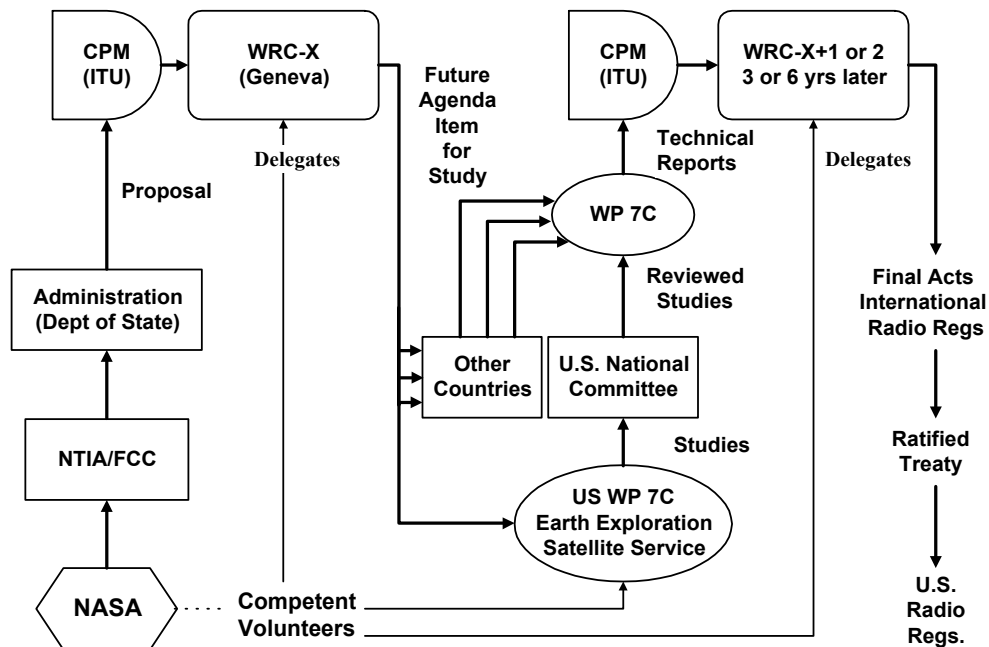 CPM
(ITU)
WRC-X
(Geneva)
Future
Agenda
Item
for
Study
CPM
(ITU)
WRC-X+1 or 2
3 or 6 yrs later
Delegates
Technical
Reports
Delegates
Proposal
WP 7C
Administration
(Dept of State)
Reviewed
Studies
Final Acts
International
Radio Regs
Other
Countries
U.S. National
Committee
NTIA/FCC
Studies
Ratified
Treaty
US WP 7C
Earth Exploration
Satellite Service
NASA
Competent
Volunteers
U.S.
Radio
Regs.